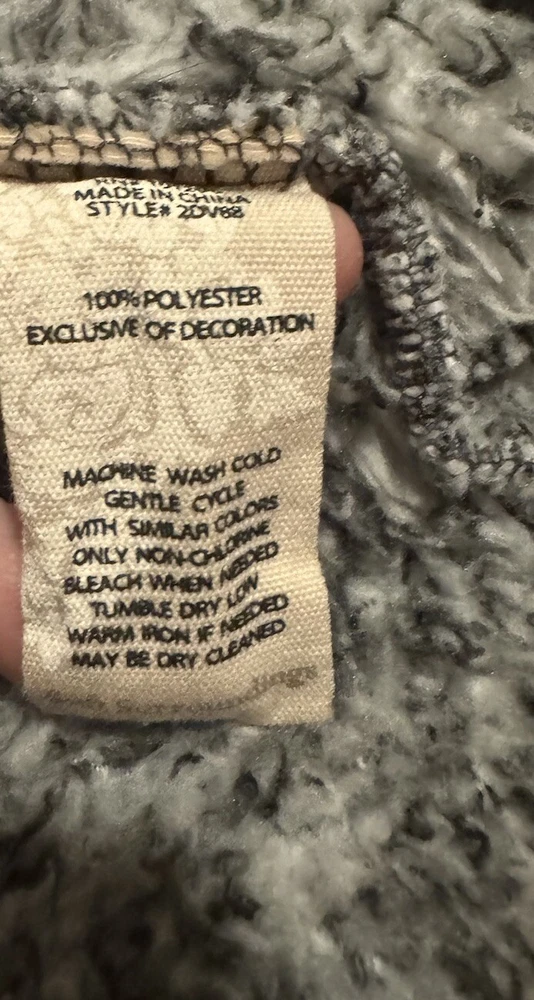 MADE IN CHINA
STYLE# 2DV88
100% POLYESTER
EXCLUSIVE OF DECORATION
MACHINE WASH COLD
GENTLE CYCLE
WITH SIMILAR COLORS
ONLY NON-CHLORINE
BLEACH WHEN NEEDED
TUMBLE DRY LOW
WARM IRON IF NEEDED
MAY BE DRY CLEANED